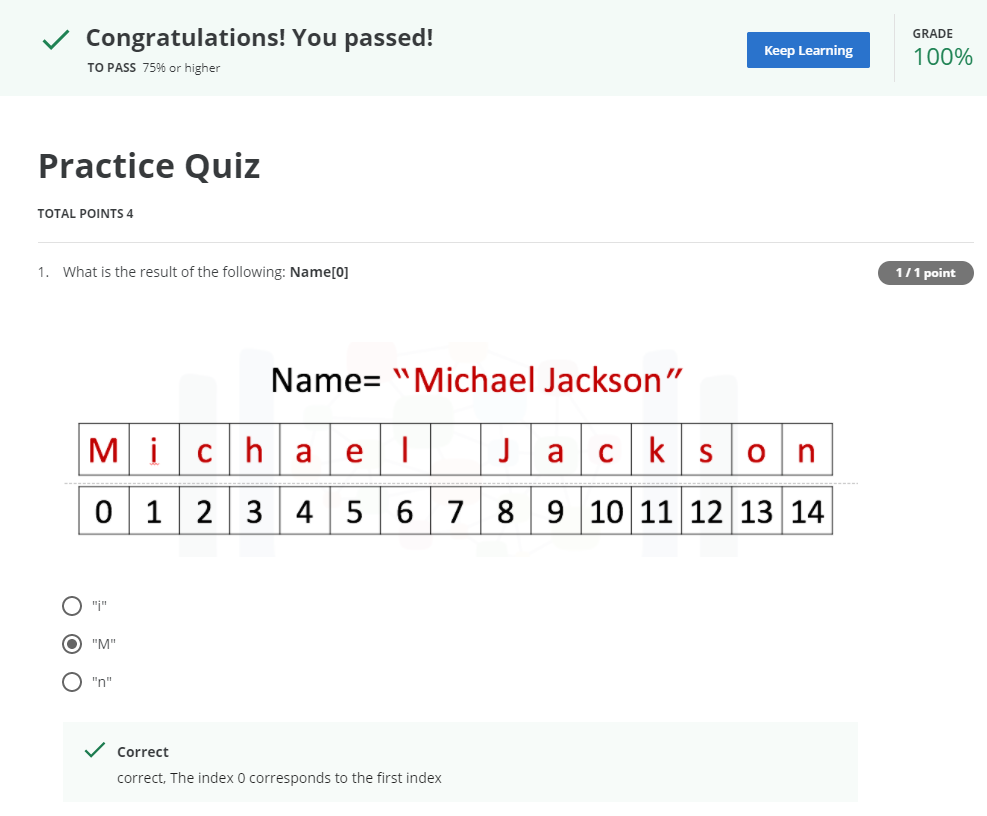 Congratulations! You passed!
TO PASS 75% or higher
Keep Learning
GRADE
100%
Practice Quiz
TOTAL POINTS 4
1. What is the result of the following: Name[0]
1 / 1 point
Name= "Michael Jackson"
M i c h a e l J a c k s o n
0 1 2 3 4 5 6 7 8 9 10 11 12 13 14
"i"
"M"
"n"
Correct
correct, The index 0 corresponds to the first index